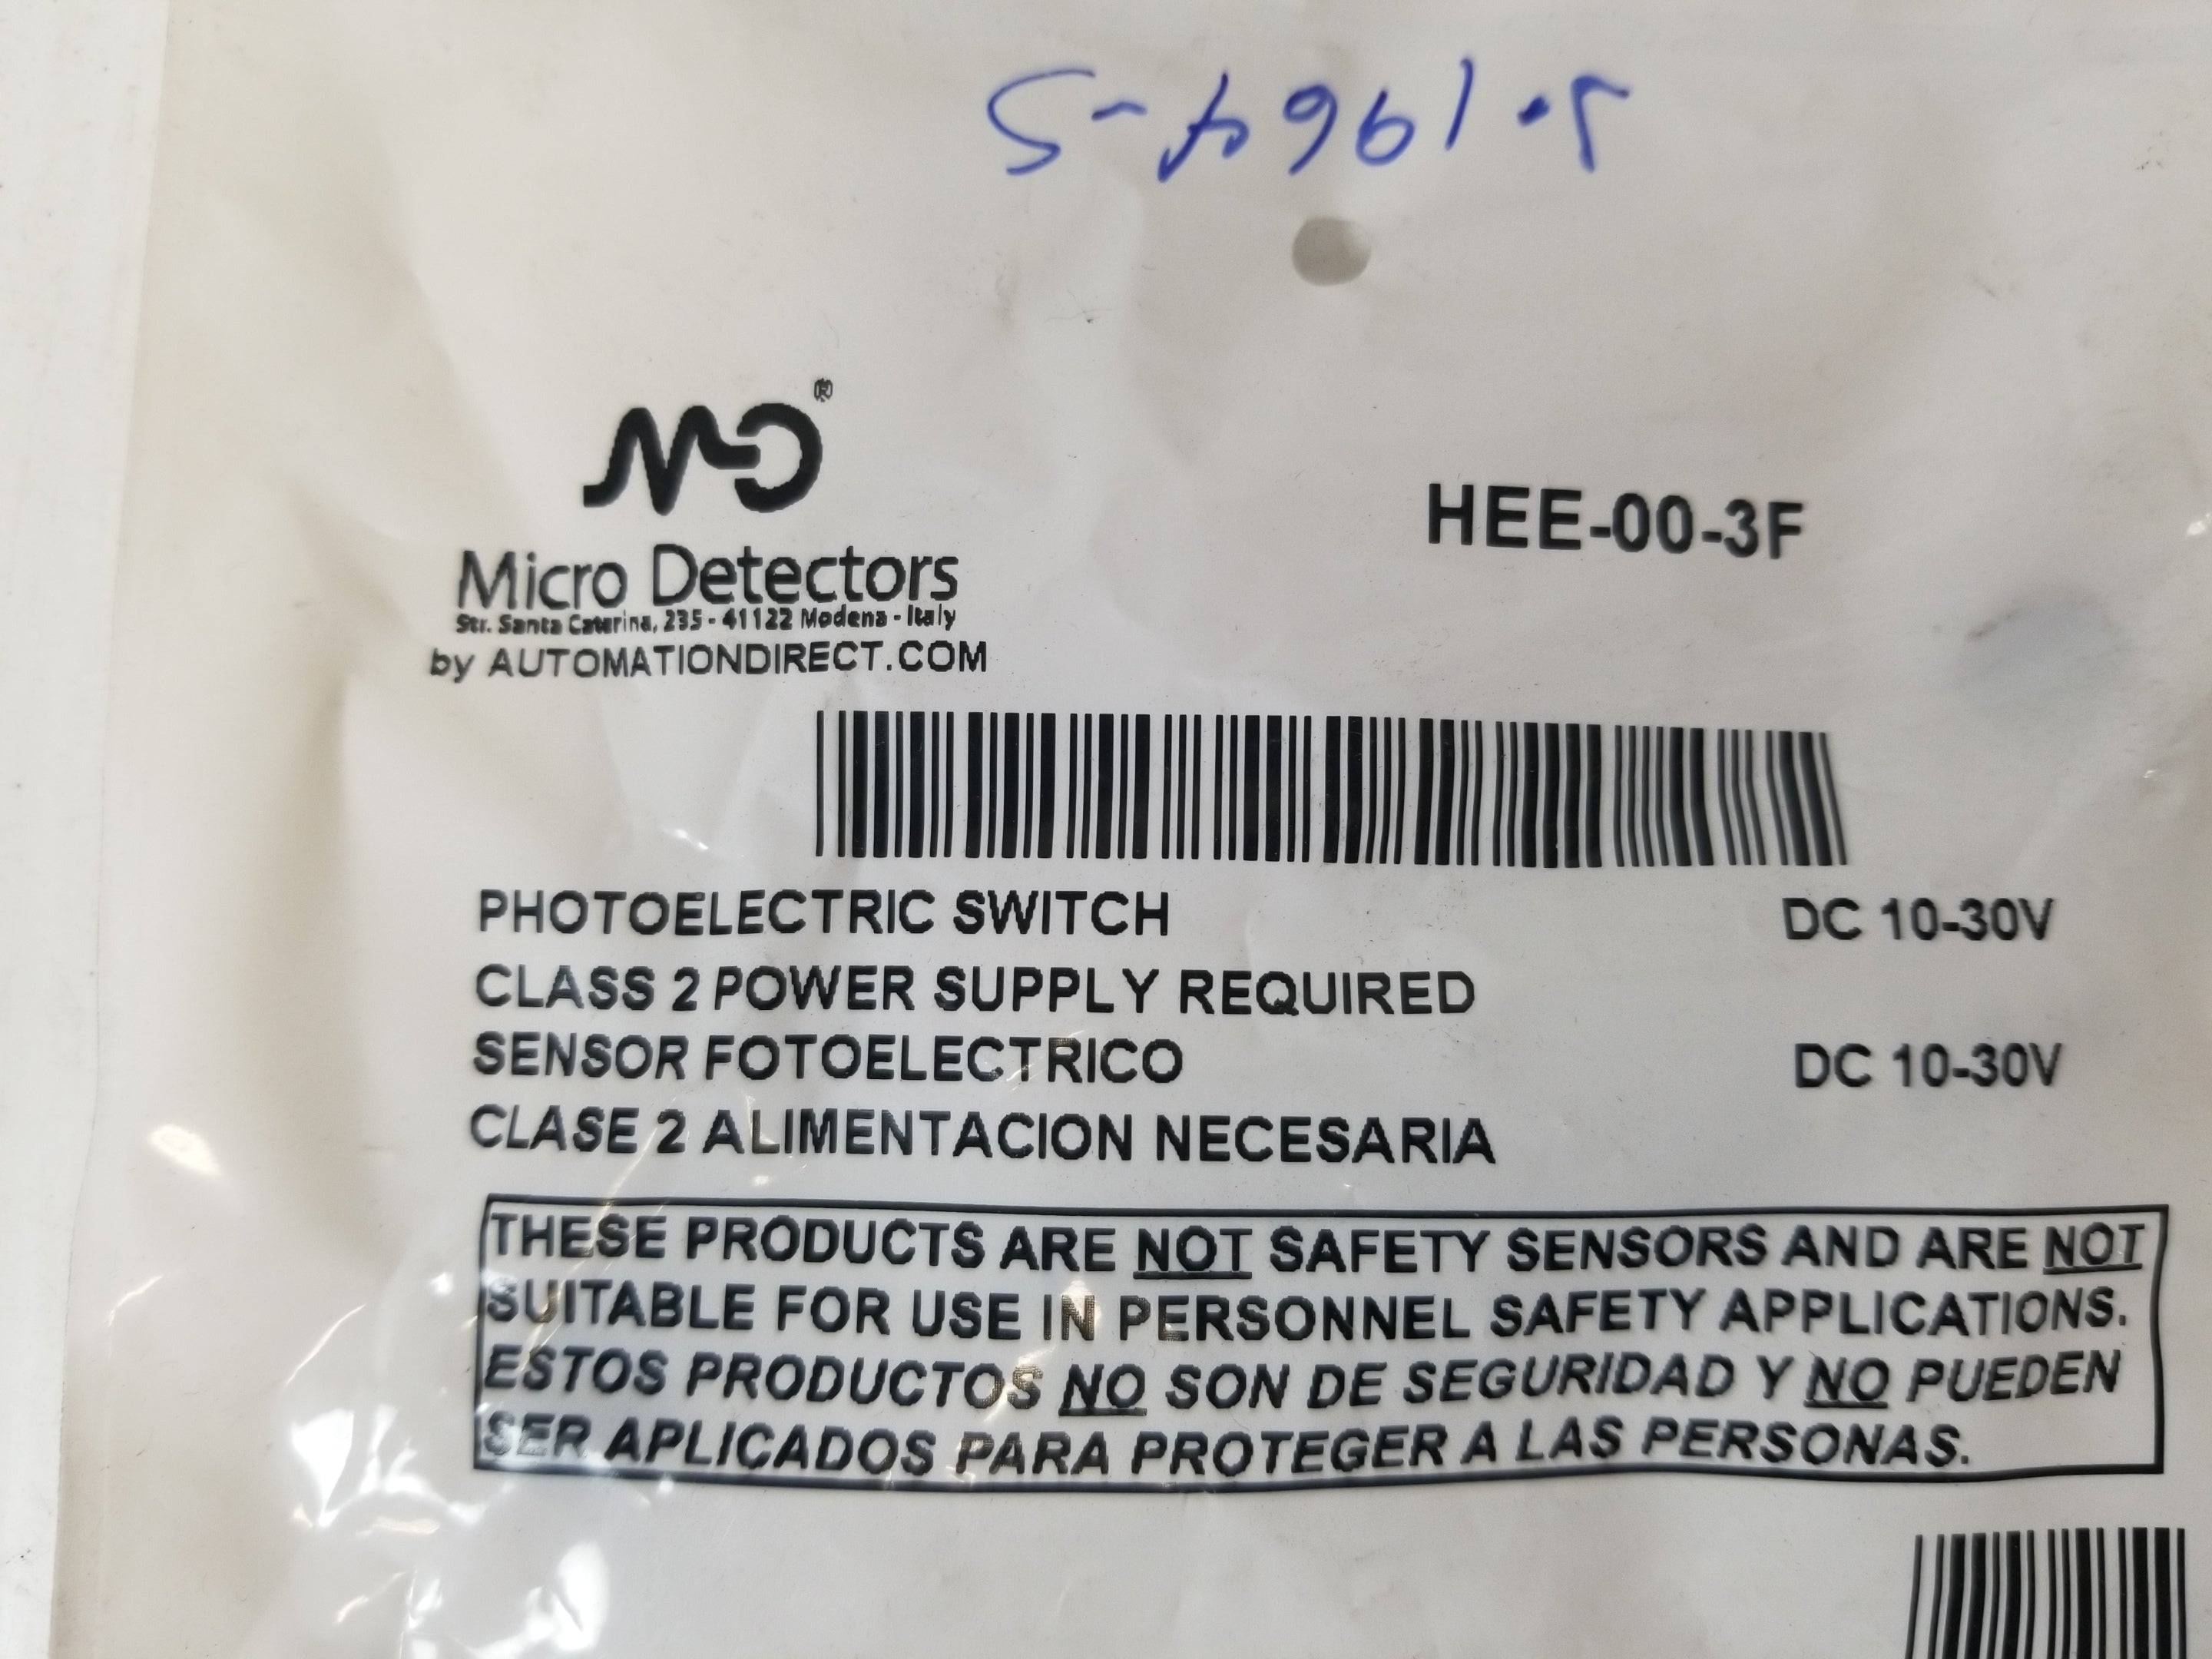 MD®
Micro Detectors
HEE-00-3F
Str. Santa Caterina, 235 - 41122 Modena - Italy
by AUTOMATIONDIRECT.COM
PHOTOELECTRIC SWITCH DC 10-30V
CLASS 2 POWER SUPPLY REQUIRED
SENSOR FOTOELECTRICO DC 10-30V
CLASE 2 ALIMENTACION NECESARIA
THESE PRODUCTS ARE NOT SAFETY SENSORS AND ARE NOT
SUITABLE FOR USE IN PERSONNEL SAFETY APPLICATIONS.
ESTOS PRODUCTOS NO SON DE SEGURIDAD Y NO PUEDEN
SER APLICADOS PARA PROTEGER A LAS PERSONAS.